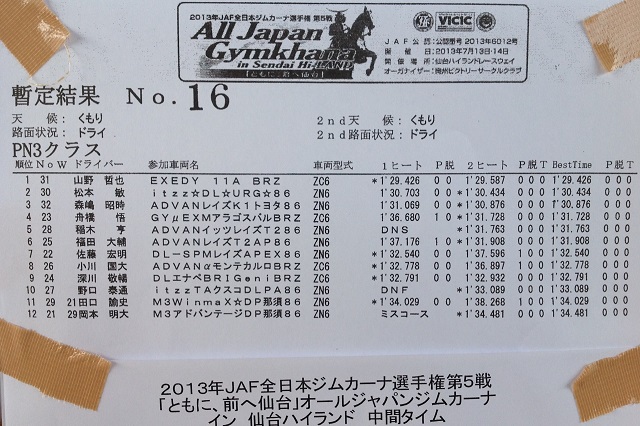 2013年JAF全日本ジムカーナ選手権 第5戦
All Japan
Gymkhana
in Sendai Hi-LAND
「ともに、前へ仙台」
JAF
VICIC
JAF公認:公認番号 2013年6012号
開催日:2013年7月13日・14日
開催場所:仙台ハイランドレースウェイ
オーガナイザー:奥州ビクトリーサークルクラブ
暫定結果 No.16
天 候: くもり 2nd天 候: くもり
路面状況: ドライ 2nd路面状況: ドライ
PN3クラス
順位 No W ドライバー 参加車両名 車両型式 1ヒート P 脱 2ヒート P 脱 T BestTime P 脱 T
1 31 山野 哲也 EXEDY 11A BRZ ZC6 *1'29.426 0 0 1'29.587 0 0 0 1'29.426 0 0 0
2 30 松本 敏 itzz☆DL☆URG☆86 ZN6 1'30.703 0 0 *1'30.434 0 0 0 1'30.434 0 0 0
3 32 森嶋 昭時 ADVANレイズK1トヨタ86 ZN6 1'31.069 0 0 *1'30.876 0 0 0 1'30.876 0 0 0
4 23 舟橋 悟 GYμEXMアラゴスバルBRZ ZC6 1'36.680 1 0 *1'31.728 0 0 0 1'31.728 0 0 0
5 28 稲木 亨 ADVANイッツレイズT286 ZN6 DNS *1'31.763 0 0 0 1'31.763 0 0 0
6 25 福田 大輔 ADVANレイズT2AP86 ZN6 1'37.176 1 0 *1'31.908 0 0 0 1'31.908 0 0 0
7 22 佐藤 宏明 DL-SPMレイズAPEX86 ZN6 *1'32.540 0 0 1'37.596 1 0 0 1'32.540 0 0 0
8 26 小川 国大 ADVANαモンテカルロBRZ ZC6 *1'32.778 0 0 1'36.897 1 0 0 1'32.778 0 0 0
9 24 深川 敬暢 DLエナペBRIGeniBRZ ZC6 *1'32.791 0 0 1'32.932 0 0 0 1'32.791 0 0 0
10 27 野口 泰通 itzzTAクスコDLPA86 ZN6 DNF *1'33.089 0 0 0 1'33.089 0 0 0
11 29 21 田口 諭史 M3Winmax☆DP那須86 ZN6 *1'34.029 0 0 1'38.268 1 0 0 1'34.029 0 0 0
12 21 29 岡本 明大 M3アドバンテージDP那須86 ZN6 ミスコース *1'34.481 0 0 0 1'34.481 0 0 0
2013年JAF全日本ジムカーナ選手権第5戦
「ともに、前へ仙台」オールジャパンジムカーナ
イン 仙台ハイランド 中間タイム